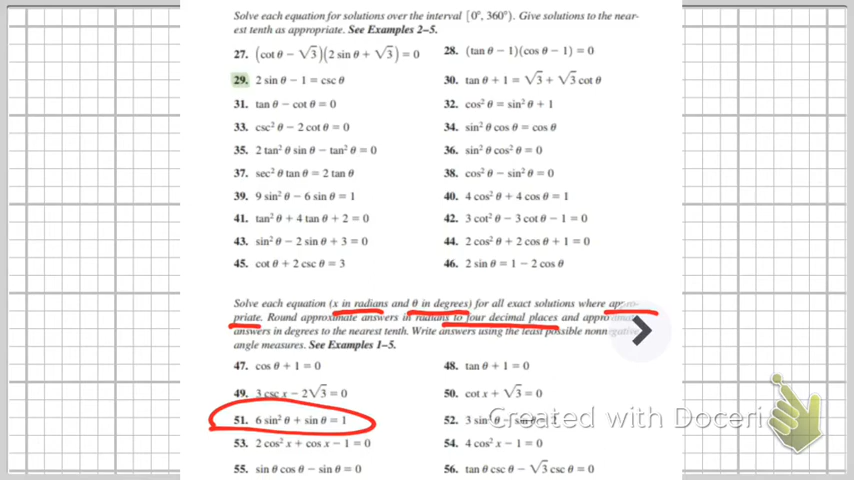 Solve each equation for solutions over the interval [0°, 360°). Give solutions to the near-
est tenth as appropriate. See Examples 2–5.
27. (cot θ − √3)(2 sin θ + √3) = 0
28. (tan θ − 1)(cos θ − 1) = 0
29. 2 sin θ − 1 = csc θ
30. tan θ + 1 = √3 + √3 cot θ
31. tan θ − cot θ = 0
32. cos² θ = sin² θ + 1
33. csc² θ − 2 cot θ = 0
34. sin² θ cos θ = cos θ
35. 2 tan² θ sin θ − tan² θ = 0
36. sin² θ cos² θ = 0
37. sec² θ tan θ = 2 tan θ
38. cos² θ − sin² θ = 0
39. 9 sin² θ − 6 sin θ = 1
40. 4 cos² θ + 4 cos θ = 1
41. tan² θ + 4 tan θ + 2 = 0
42. 3 cot² θ − 3 cot θ − 1 = 0
43. sin² θ − 2 sin θ + 3 = 0
44. 2 cos² θ + 2 cos θ + 1 = 0
45. cot θ + 2 csc θ = 3
46. 2 sin θ = 1 − 2 cos θ
Solve each equation (x in radians and θ in degrees) for all exact solutions where appro-
priate. Round approximate answers in radians to four decimal places and
answers in degrees to the nearest tenth. Write answers using the least possible nonnegative
angle measures. See Examples 1–5.
47. cos θ + 1 = 0
48. tan θ + 1 = 0
49. 3 csc x − 2√3 = 0
50. cot x + √3 = 0
51. 6 sin² θ + sin θ = 1
52. 3 sin² θ
Created with Doceri
53. 2 cos² x + cos x − 1 = 0
54. 4 cos² x − 1 = 0
55. sin θ cos θ − sin θ = 0
56. tan θ csc θ − √3 csc θ = 0